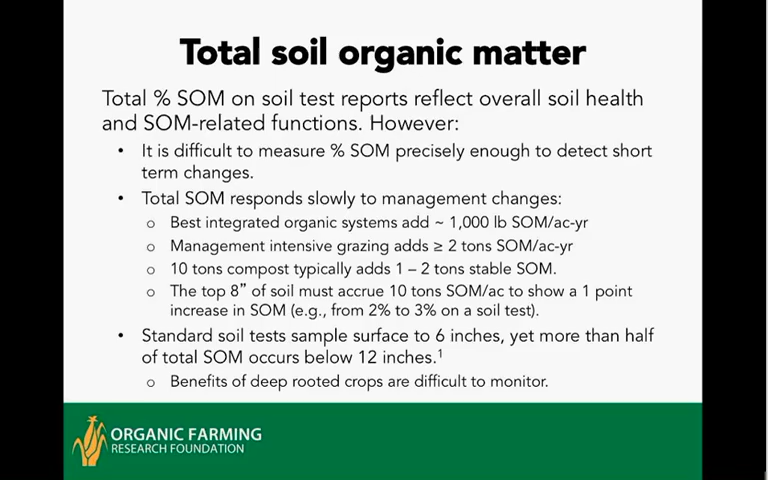 Total soil organic matter
Total % SOM on soil test reports reflect overall soil health
and SOM-related functions. However:
• It is difficult to measure % SOM precisely enough to detect short
term changes.
• Total SOM responds slowly to management changes:
o Best integrated organic systems add ~ 1,000 lb SOM/ac-yr
o Management intensive grazing adds ≥ 2 tons SOM/ac-yr
o 10 tons compost typically adds 1 – 2 tons stable SOM.
o The top 8” of soil must accrue 10 tons SOM/ac to show a 1 point
increase in SOM (e.g., from 2% to 3% on a soil test).
• Standard soil tests sample surface to 6 inches, yet more than half
of total SOM occurs below 12 inches.¹
o Benefits of deep rooted crops are difficult to monitor.
ORGANIC FARMING
RESEARCH FOUNDATION